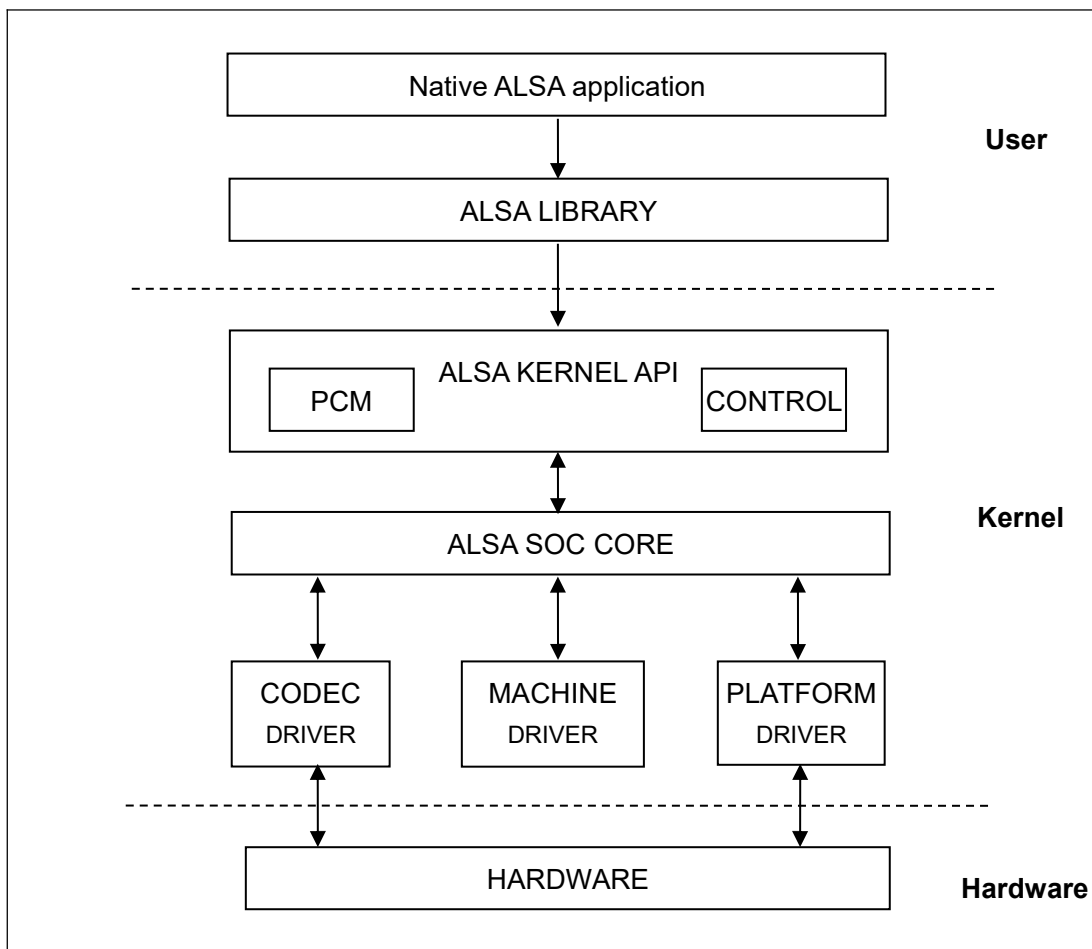 Native ALSA application
User
ALSA LIBRARY
ALSA KERNEL API
PCM
CONTROL
Kernel
ALSA SOC CORE
CODEC
DRIVER
MACHINE
DRIVER
PLATFORM
DRIVER
HARDWARE
Hardware